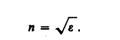 n = √ε.